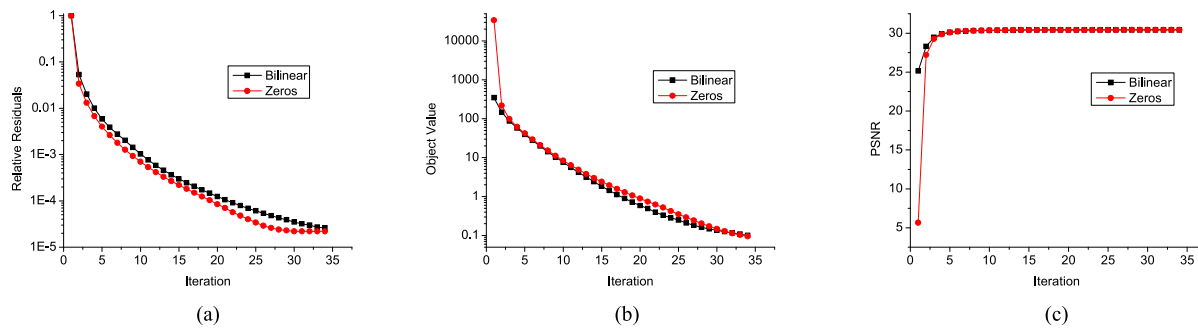 1
0.1
0.01
1E-3
1E-4
1E-5
0 5 10 15 20 25 30 35
Relative Residuals
Iteration
Bilinear
Zeros
(a)
10000
1000
100
10
1
0.1
0 5 10 15 20 25 30 35
Object Value
Iteration
Bilinear
Zeros
(b)
30
25
20
15
10
5
0 5 10 15 20 25 30 35
PSNR
Iteration
Bilinear
Zeros
(c)